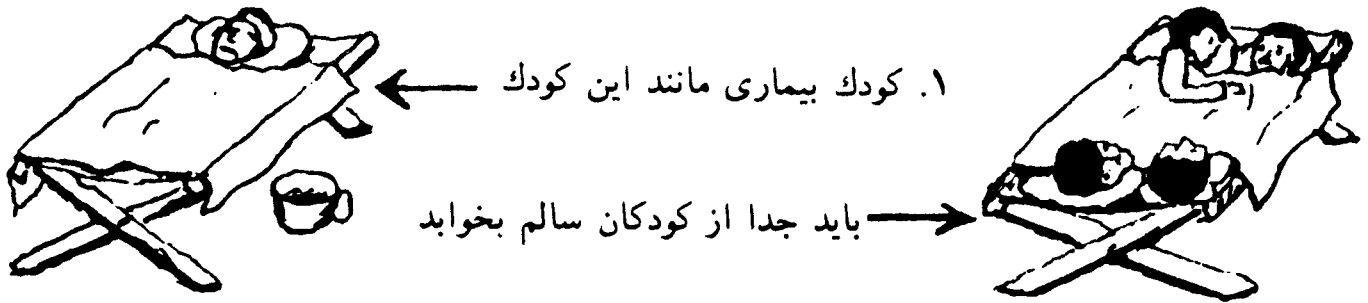 ۱. کودك بیماری مانند این کودك
باید جدا از کودکان سالم بخوابد